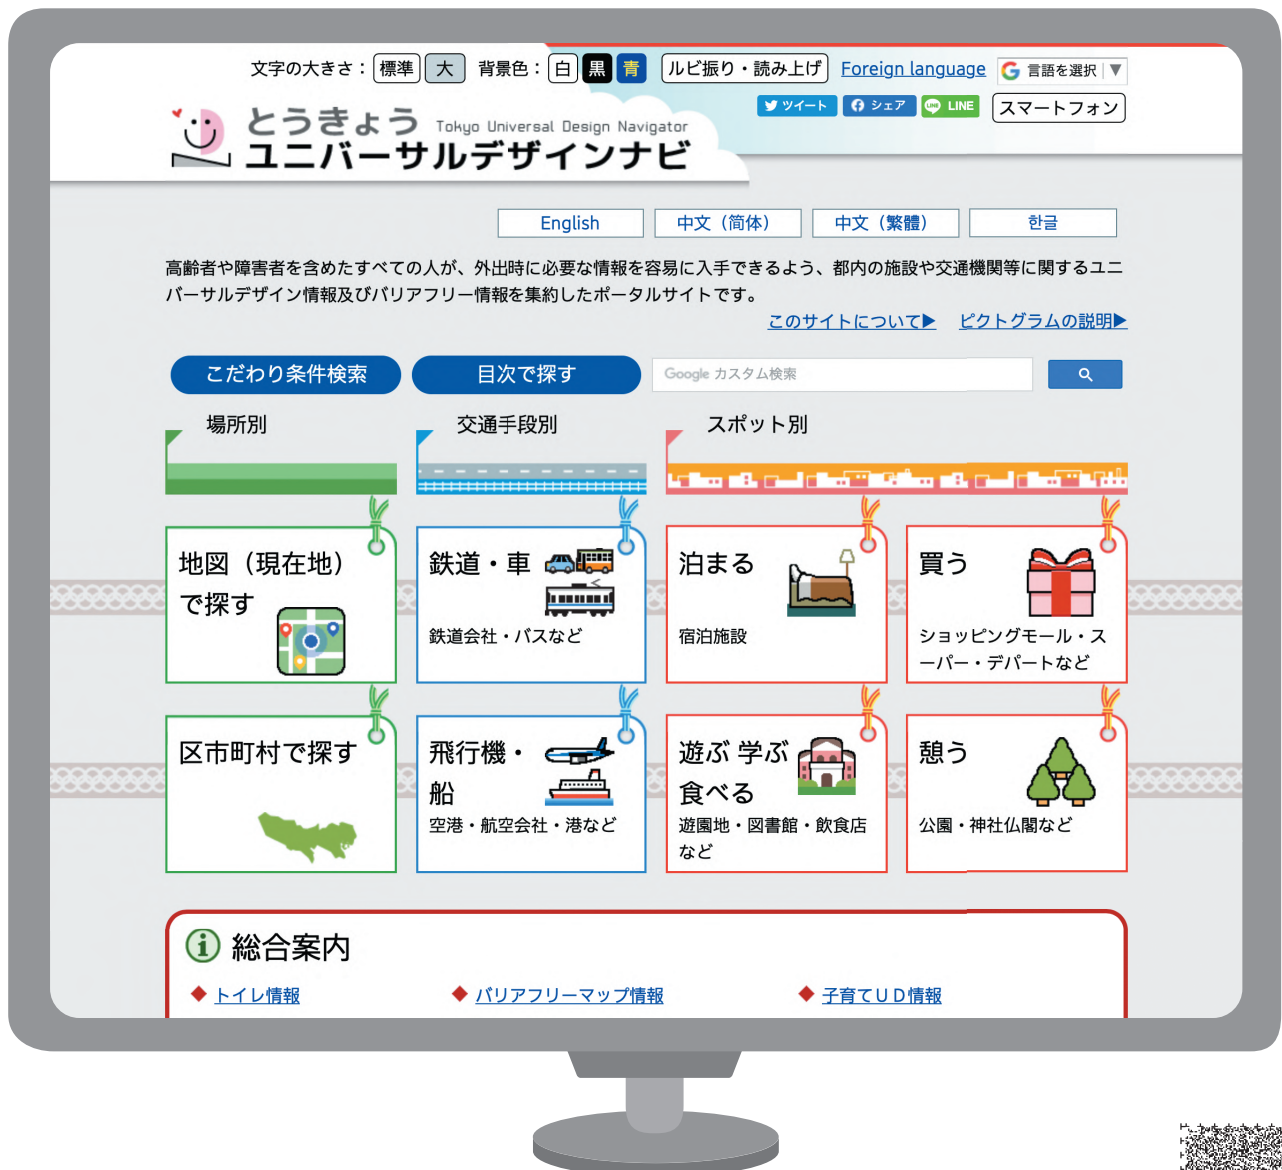 文字の大きさ： 標準 大 背景色： 白 黒 青 ルビ振り・読み上げ Foreign language G 言語を選択 ▼
ツイート シェア LINE スマートフォン
とうきょう Tokyo Universal Design Navigator
ユニバーサルデザインナビ
English 中文（简体） 中文（繁體） 한글
高齢者や障害者を含めたすべての人が、外出時に必要な情報を容易に入手できるよう、都内の施設や交通機関等に関するユニ
バーサルデザイン情報及びバリアフリー情報を集約したポータルサイトです。
このサイトについて▶ ピクトグラムの説明▶
こだわり条件検索 目次で探す Google カスタム検索
場所別 交通手段別 スポット別
地図（現在地）
で探す
鉄道・車
鉄道会社・バスなど
泊まる
宿泊施設
買う
ショッピングモール・ス
ーパー・デパートなど
区市町村で探す
飛行機・
船
空港・航空会社・港など
遊ぶ 学ぶ
食べる
遊園地・図書館・飲食店
など
憩う
公園・神社仏閣など
総合案内
トイレ情報 バリアフリーマップ情報 子育てＵＤ情報